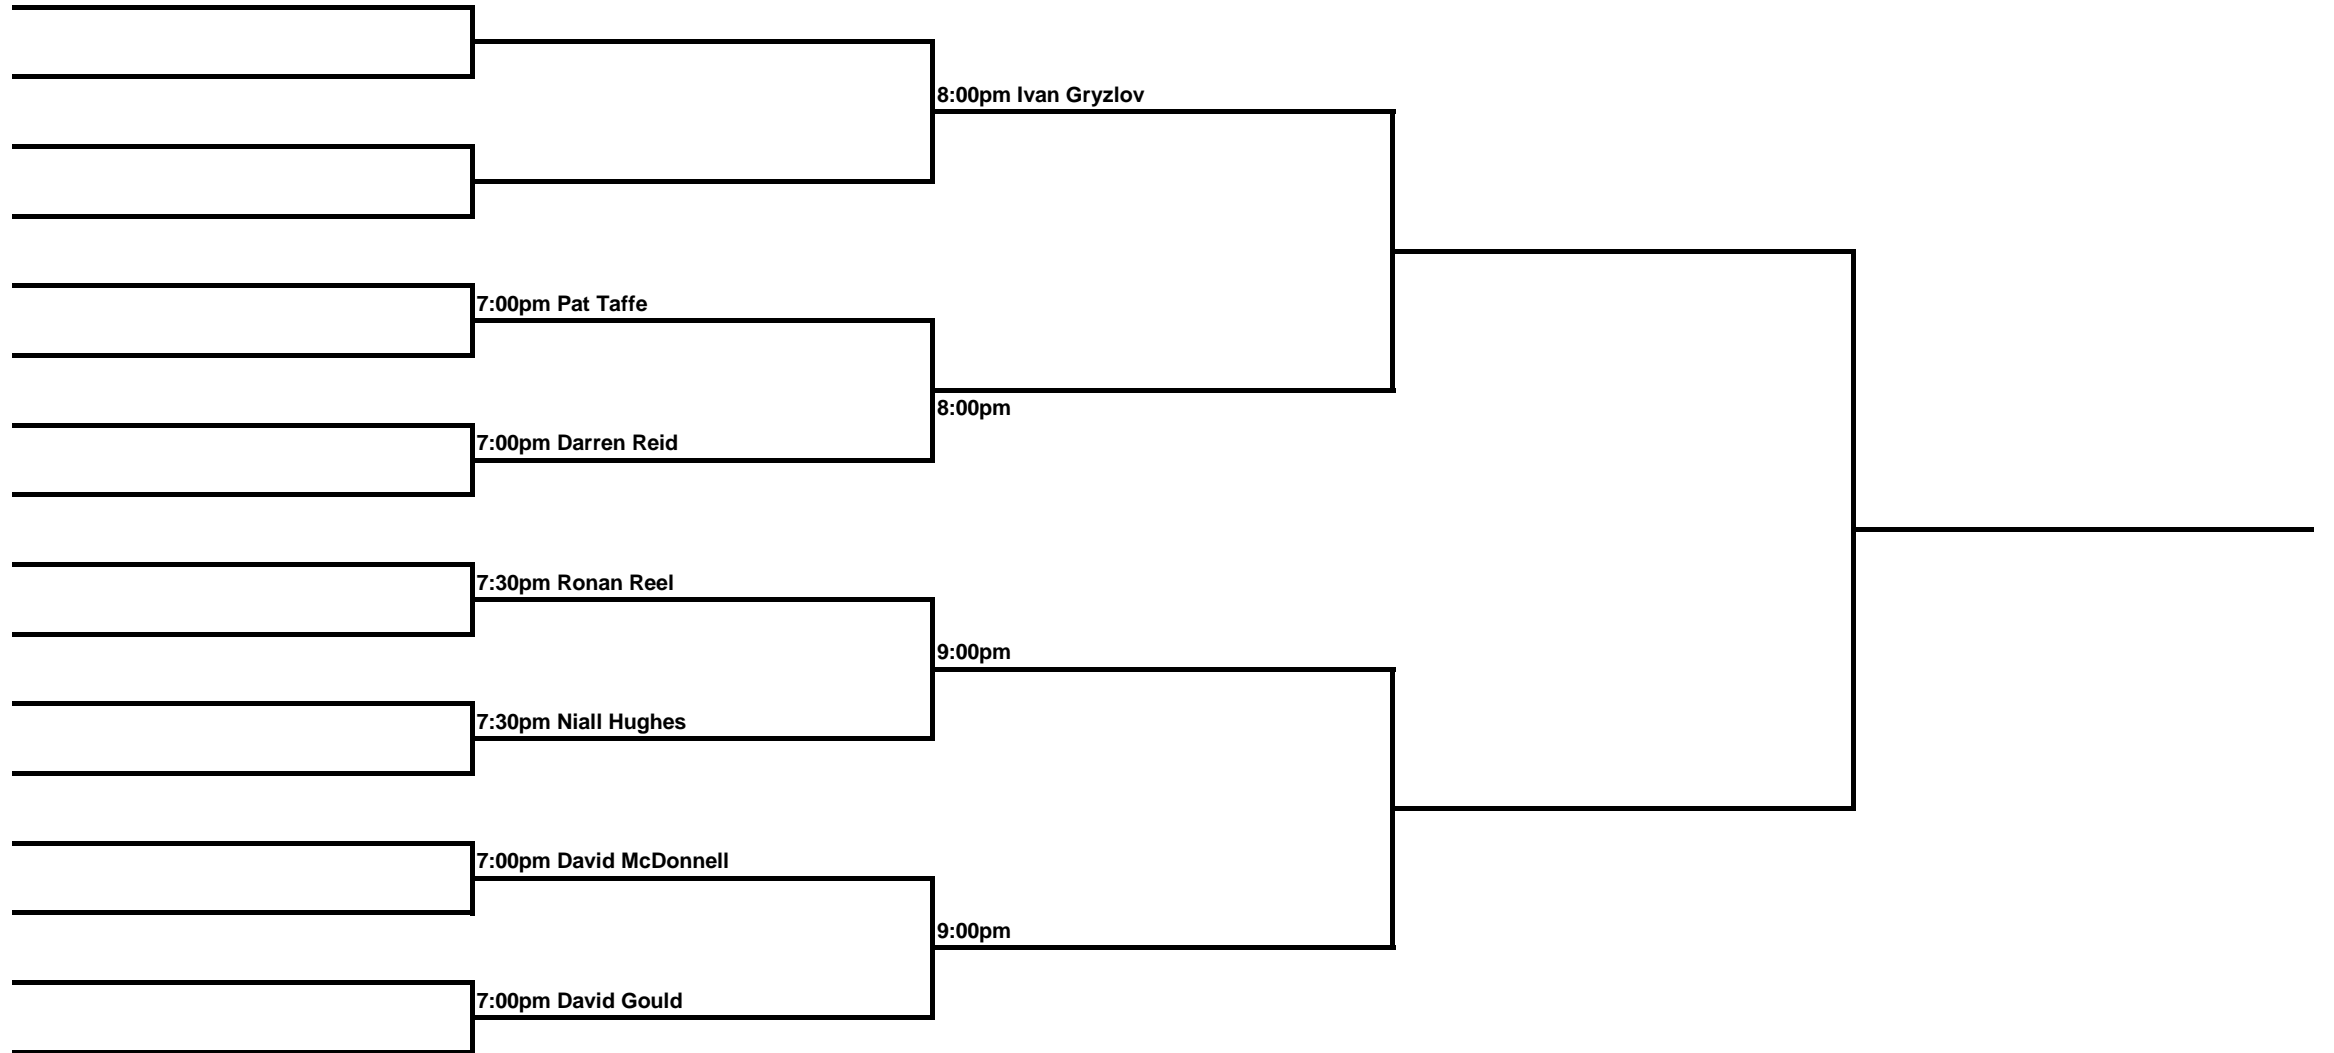 8:00pm Ivan Gryzlov
7:00pm Pat Taffe
8:00pm
7:00pm Darren Reid
7:30pm Ronan Reel
9:00pm
7:30pm Niall Hughes
7:00pm David McDonnell
9:00pm
7:00pm David Gould